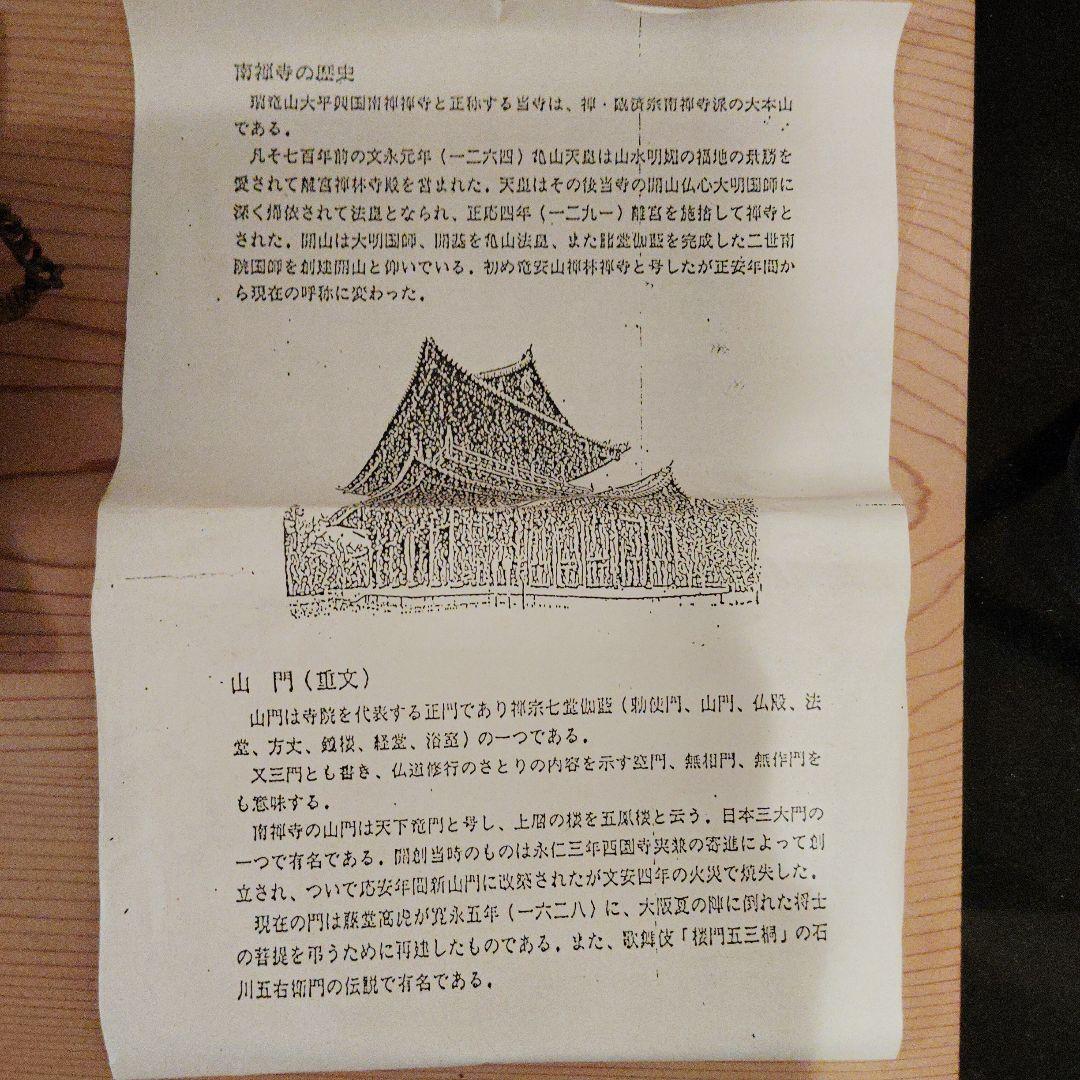 南禅寺の歴史
瑞竜山大平興国南禅禅寺と正称する当寺は、禅・臨済宗南禅寺派の大本山
である.
凡そ七百年前の文永元年(一二六四)亀山天皇は山水明媚の福地の景勝を
愛されて離宮禅林寺殿を営まれた.天皇はその後当寺の開山仏心大明国師に
深く帰依されて法皇となられ、正応四年(一二九一)離宮を施捨して禅寺と
された.開山は大明国師、開基を亀山法皇、また諸堂伽藍を完成した二世南
院国師を創建開山と仰いでいる.初め竜安山禅林禅寺と号したが正安年間か
ら現在の呼称に変わった.
山 門(重文)
山門は寺院を代表する正門であり禅宗七堂伽藍(勅使門、山門、仏殿、法
堂、方丈、鐘楼、経堂、浴室)の一つである.
又三門とも書き、仏道修行のさとりの内容を示す空門、無相門、無作門を
も意味する.
南禅寺の山門は天下竜門と号し、上層の楼を五鳳楼と云う.日本三大門の
一つで有名である.開創当時のものは永仁三年西園寺実兼の寄進によって創
立され、ついで応安年間新山門に改築されたが文安四年の火災で焼失した.
現在の門は藤堂高虎が寛永五年(一六二八)に、大阪夏の陣に倒れた将士
の菩提を弔うために再建したものである.また、歌舞伎「楼門五三桐」の石
川五右衛門の伝説で有名である.